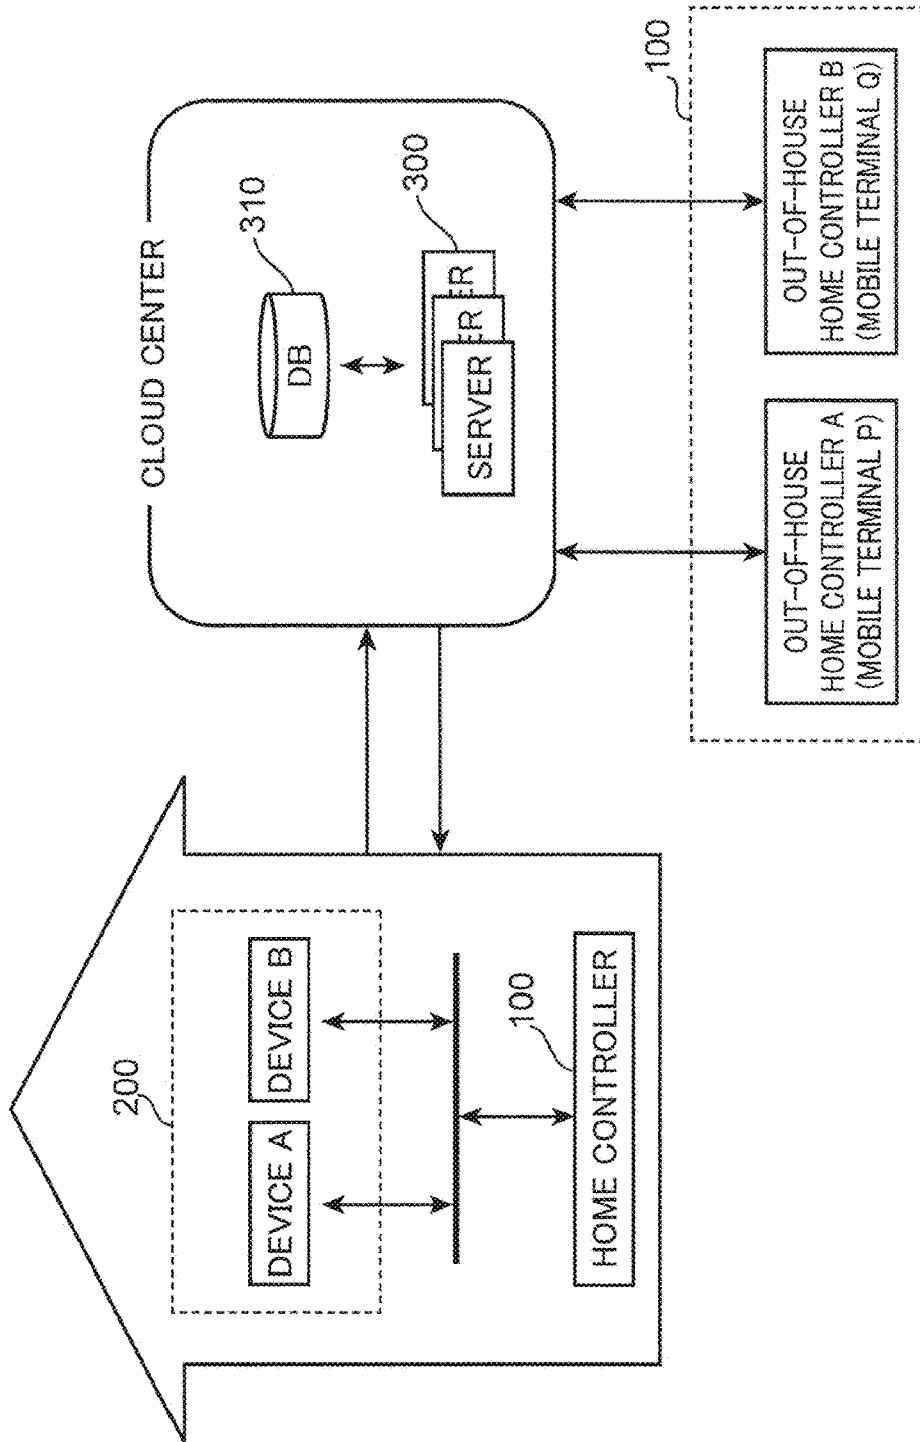 200
DEVICE A
DEVICE B
100
HOME CONTROLLER
CLOUD CENTER
310
DB
300
SERVER
ER
ER
100
OUT-OF-HOUSE
HOME CONTROLLER A
(MOBILE TERMINAL P)
OUT-OF-HOUSE
HOME CONTROLLER B
(MOBILE TERMINAL Q)